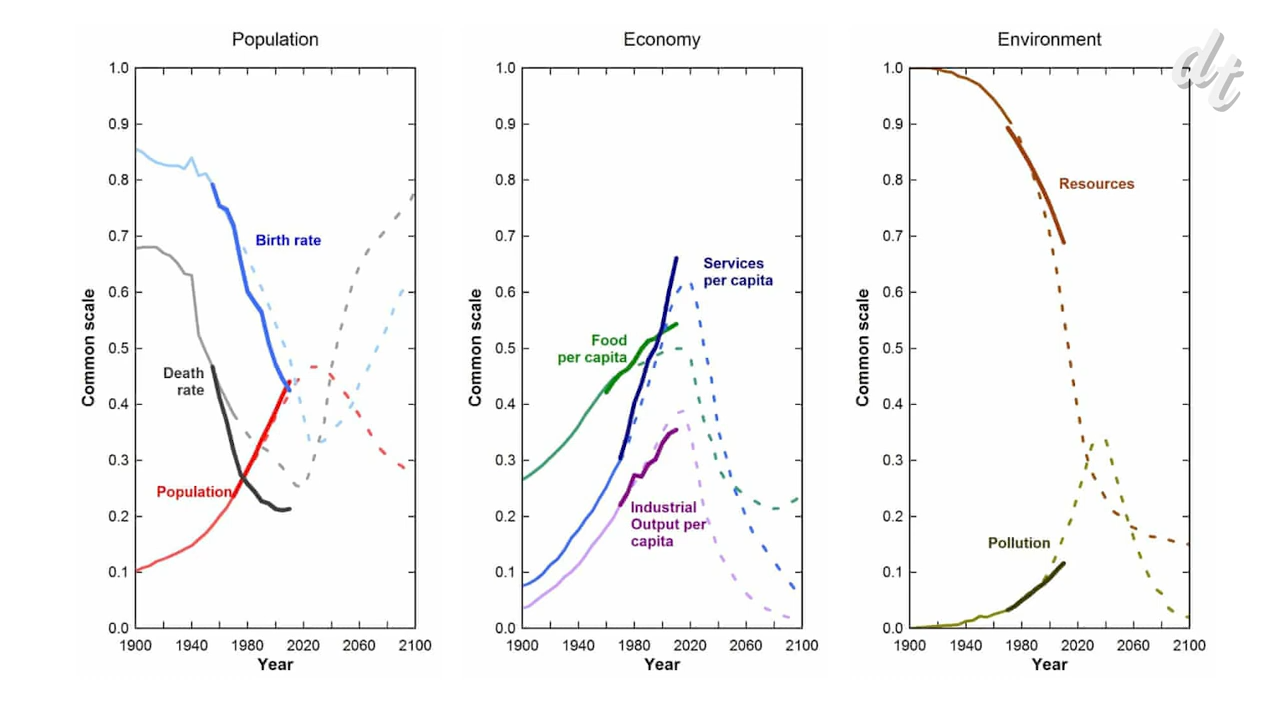 Population
Economy
Environment
dt
1.0
0.9
0.8
0.7
0.6
0.5
0.4
0.3
0.2
0.1
0.0
Common scale
Birth rate
Death
rate
Population
1900 1940 1980 2020 2060 2100
Year
1.0
0.9
0.8
0.7
0.6
0.5
0.4
0.3
0.2
0.1
0.0
Common scale
Services
per capita
Food
per capita
Industrial
Output per
capita
1900 1940 1980 2020 2060 2100
Year
1.0
0.9
0.8
0.7
0.6
0.5
0.4
0.3
0.2
0.1
0.0
Common scale
Resources
Pollution
1900 1940 1980 2020 2060 2100
Year